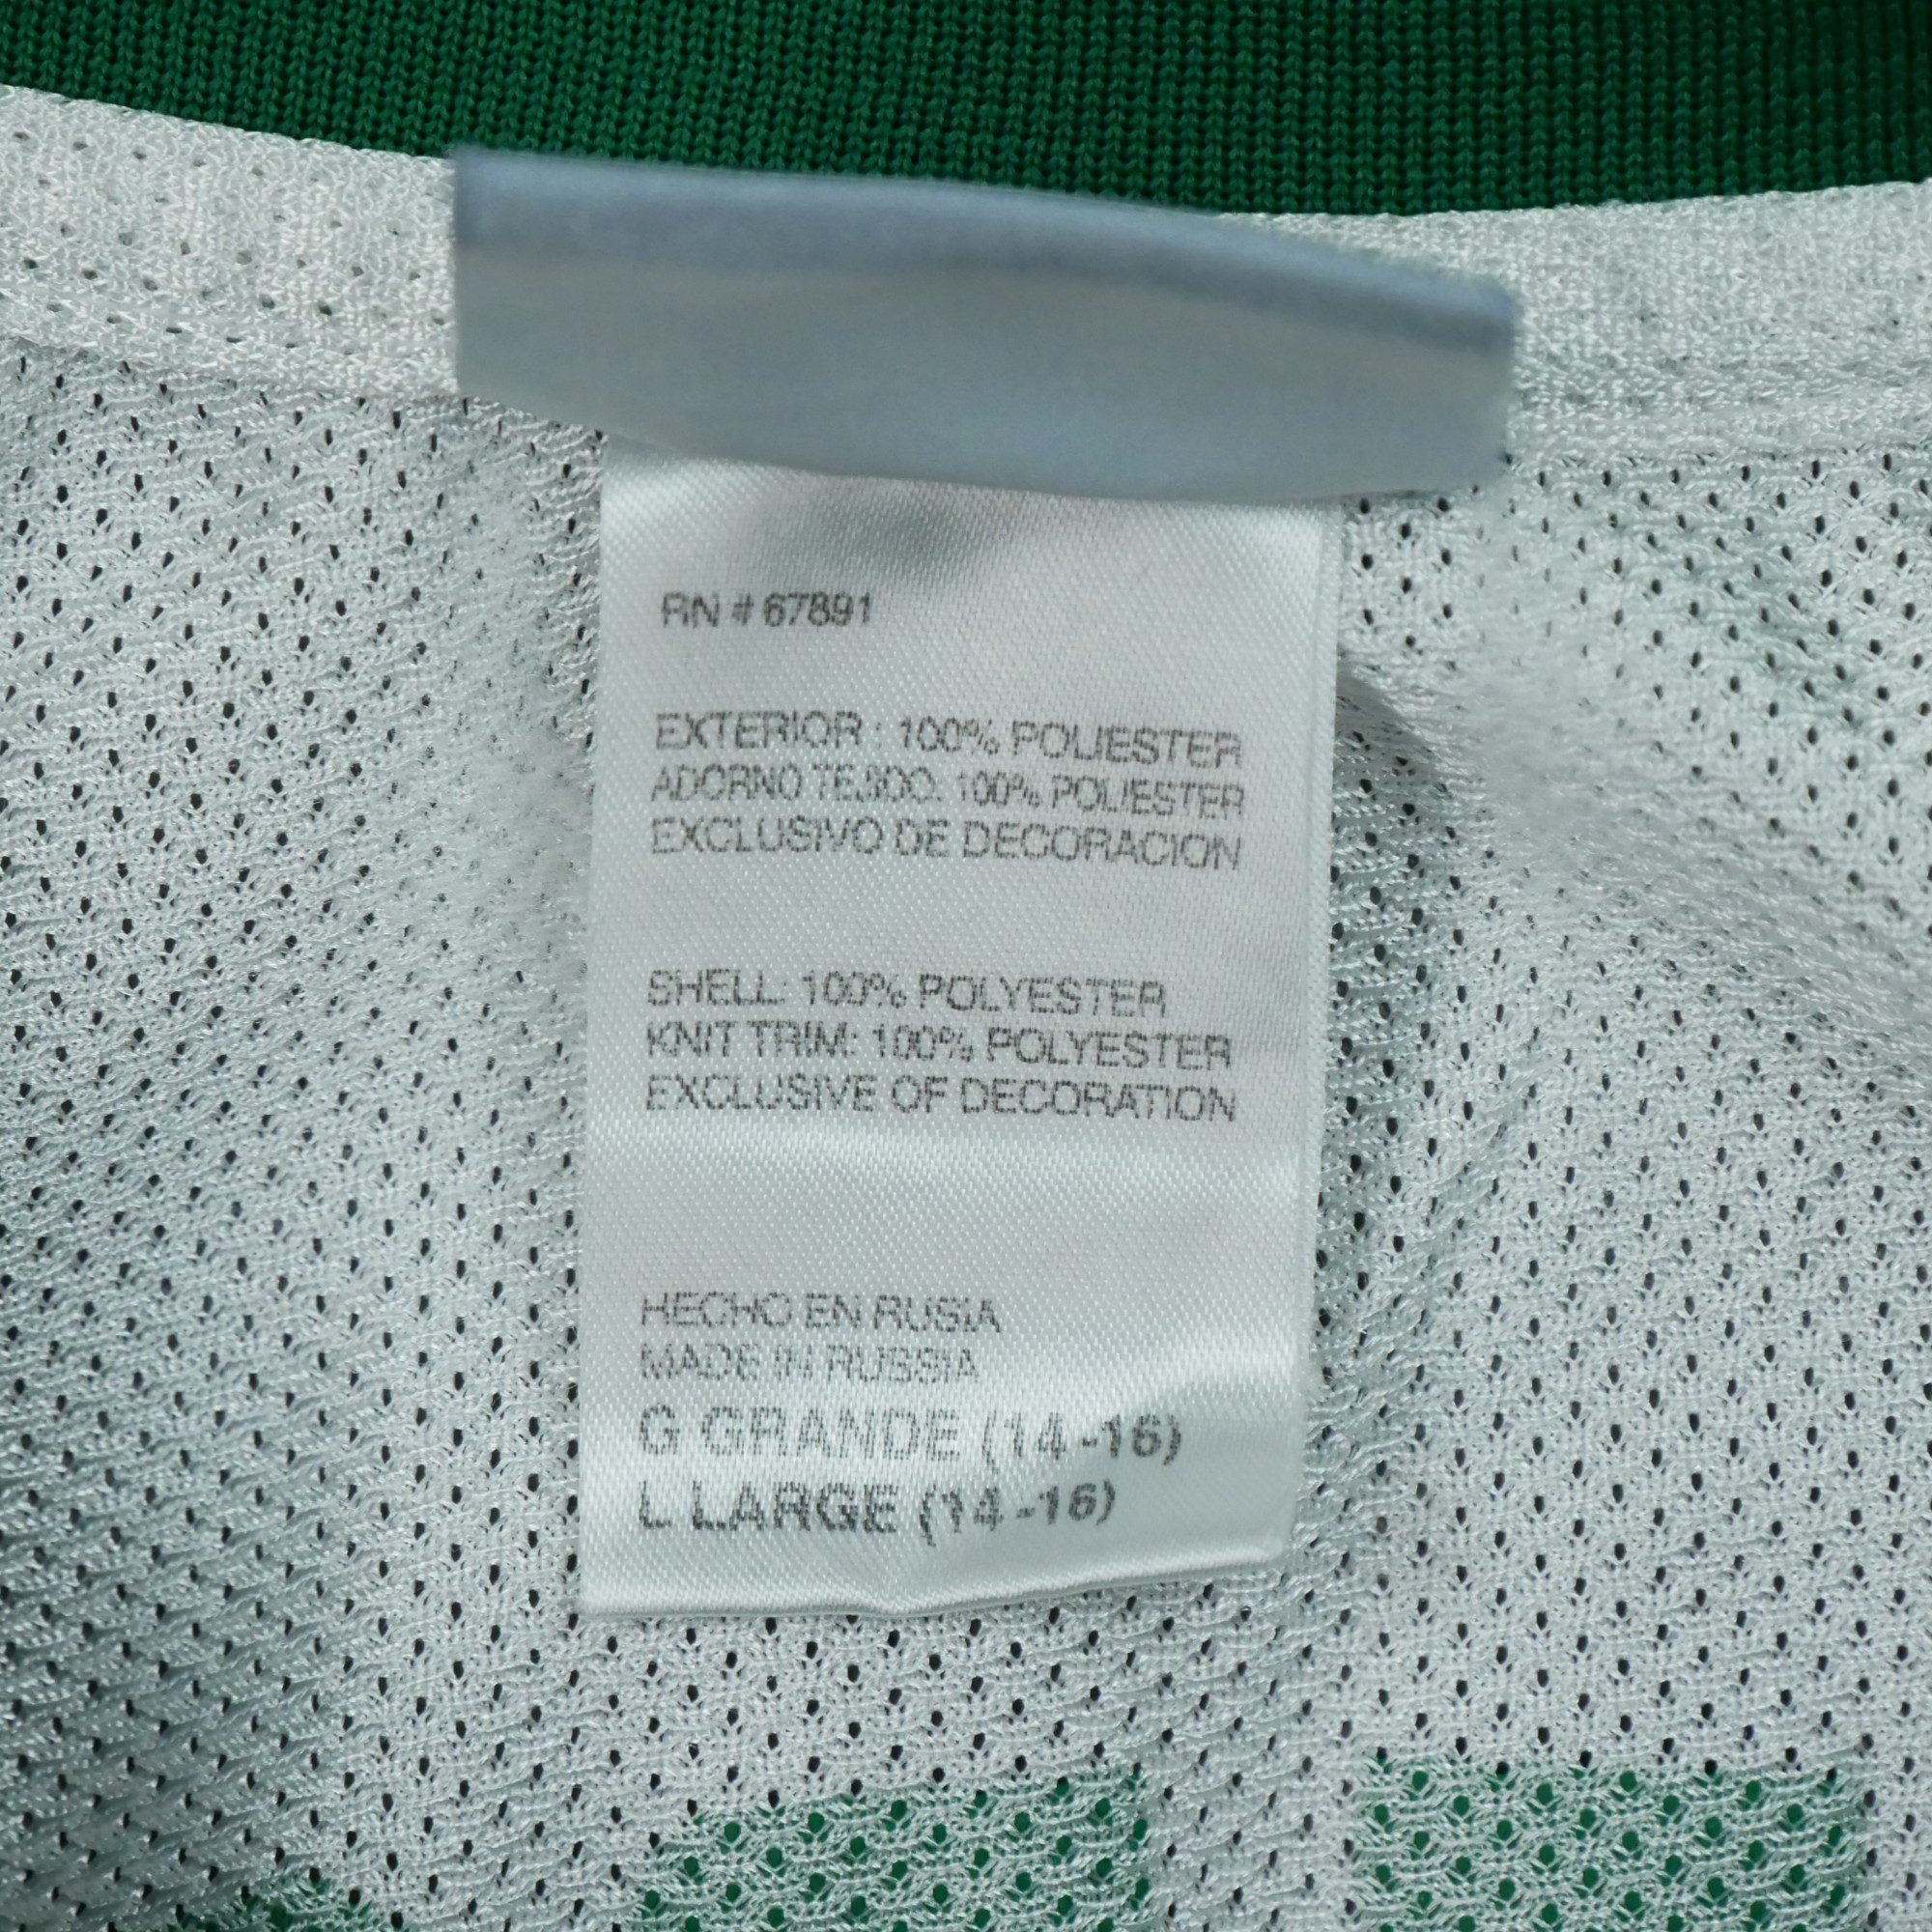 RN # 67891
EXTERIOR : 100% POLIESTER
ADORNO TEJIDO: 100% POLIESTER
EXCLUSIVO DE DECORACION
SHELL: 100% POLYESTER
KNIT TRIM: 100% POLYESTER
EXCLUSIVE OF DECORATION
HECHO EN RUSIA
MADE IN RUSSIA
G GRANDE (14-16)
L LARGE (14-16)